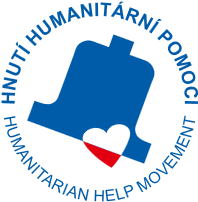 HNUTÍ HUMANITÁRNÍ POMOCI
HUMANITARIAN HELP MOVEMENT